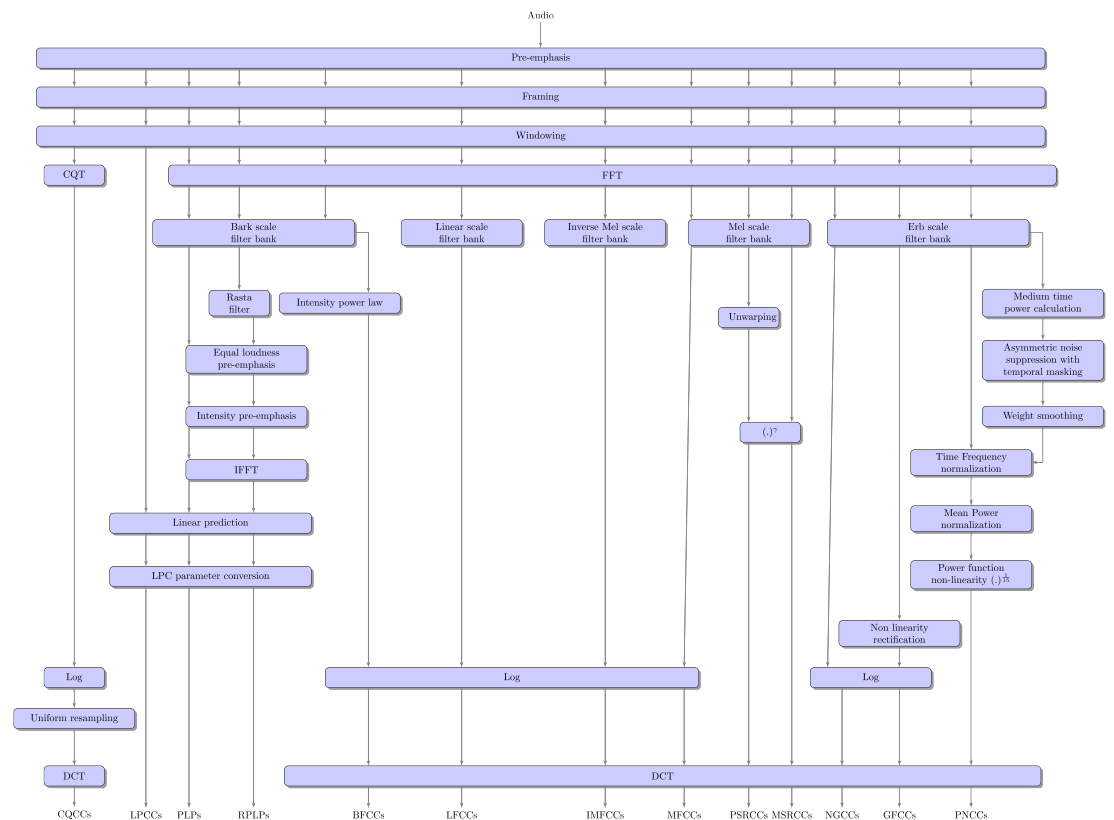 Audio
Pre-emphasis
Framing
Windowing
CQT
FFT
Bark scale
filter bank
Linear scale
filter bank
Inverse Mel scale
filter bank
Mel scale
filter bank
Erb scale
filter bank
Rasta
filter
Intensity power law
Unwarping
Medium time
power calculation
Equal loudness
pre-emphasis
Asymmetric noise
suppression with
temporal masking
Intensity pre-emphasis
(.)^γ
Weight smoothing
IFFT
Time Frequency
normalization
Linear prediction
Mean Power
normalization
LPC parameter conversion
Power function
non-linearity (.)^{1/15}
Non linearity
rectification
Log
Log
Log
Uniform resampling
DCT
DCT
CQCCs LPCCs PLPs RPLPs BFCCs LFCCs IMFCCs MFCCs PSRCCs MSRCCs NGCCs GFCCs PNCCs